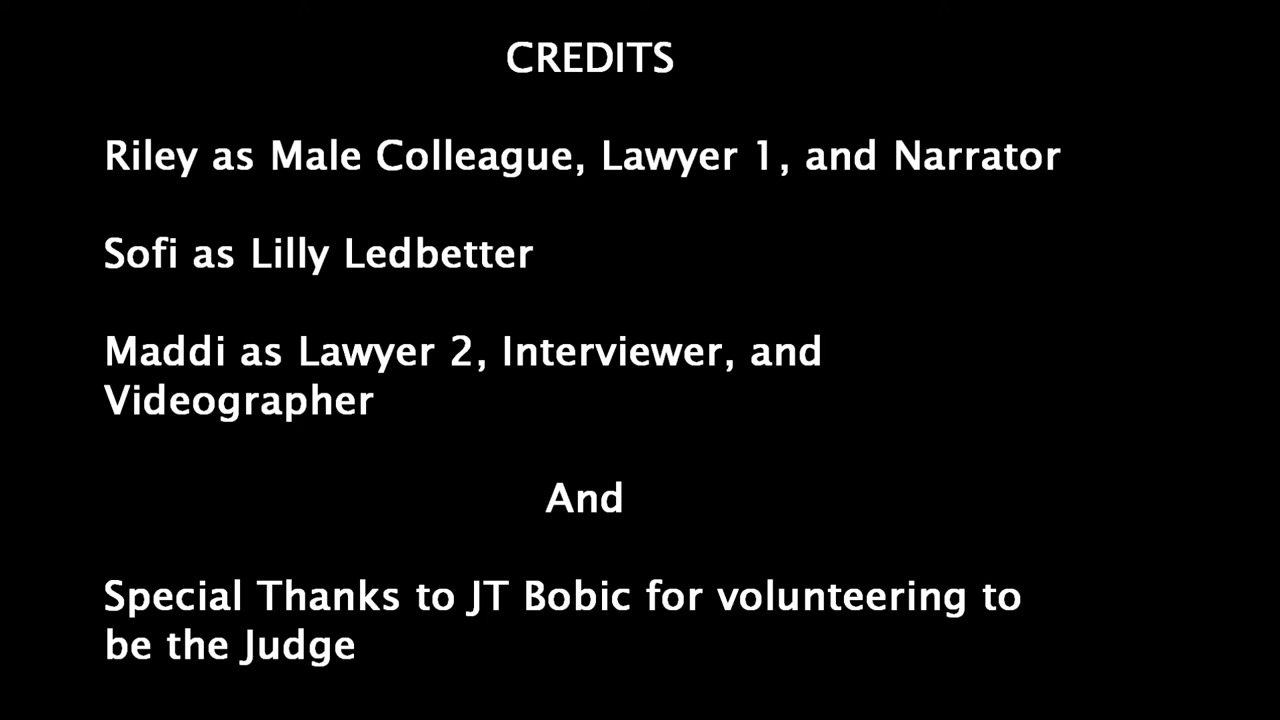 CREDITS
Riley as Male Colleague, Lawyer 1, and Narrator
Sofi as Lilly Ledbetter
Maddi as Lawyer 2, Interviewer, and
Videographer
And
Special Thanks to JT Bobic for volunteering to
be the Judge